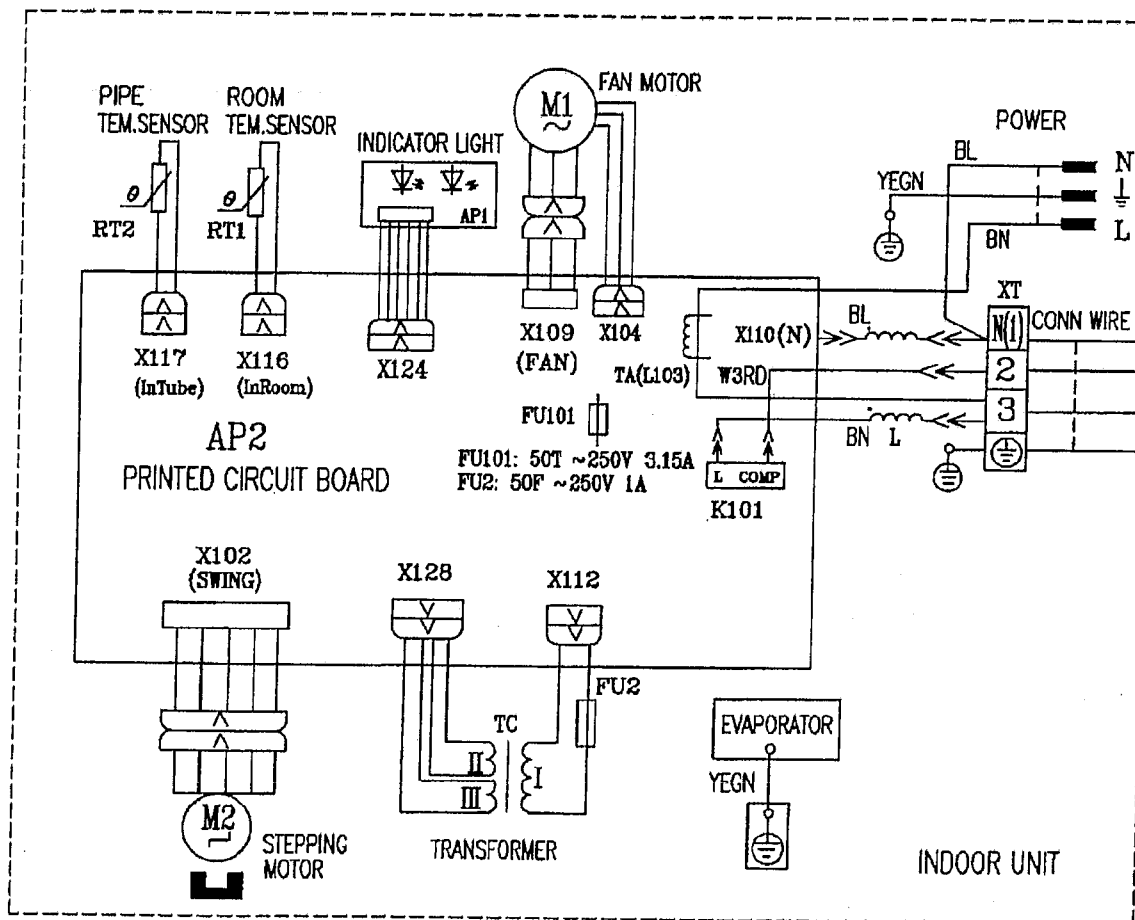 PIPE
TEM.SENSOR
ROOM
TEM.SENSOR
θ
RT2
θ
RT1
INDICATOR LIGHT
AP1
M1
~
FAN MOTOR
POWER
BL
N
YEGN
L
BN
X117
(InTube)
X116
(InRoom)
X124
X109
(FAN)
X104
TA(L103)
X110(N)
BL
W3RD
XT
N(1)
2
3
CONN WIRE
BN
L
FU101
FU101: 50T ~250V 3.15A
FU2: 50F ~250V 1A
L COMP
K101
AP2
PRINTED CIRCUIT BOARD
X102
(SWING)
X128
X112
FU2
TC
II
III
I
M2
STEPPING
MOTOR
TRANSFORMER
EVAPORATOR
YEGN
INDOOR UNIT